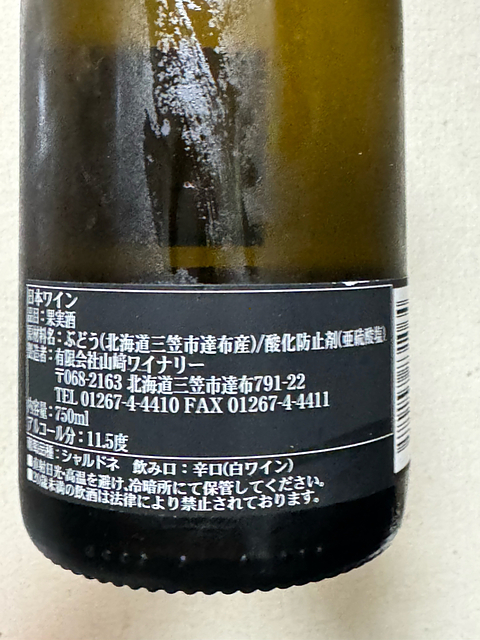 日本ワイン
品目：果実酒
原材料名：ぶどう(北海道三笠市達布産)/酸化防止剤(亜硫酸塩)
製造者：有限会社山﨑ワイナリー
〒068-2163 北海道三笠市達布791-22
TEL 01267-4-4410 FAX 01267-4-4411
内容量：750ml
アルコール分：11.5度
葡萄品種：シャルドネ 飲み口：辛口(白ワイン)
■直射日光・高温を避け、冷暗所にて保管してください。
■20歳未満の飲酒は法律により禁止されております。